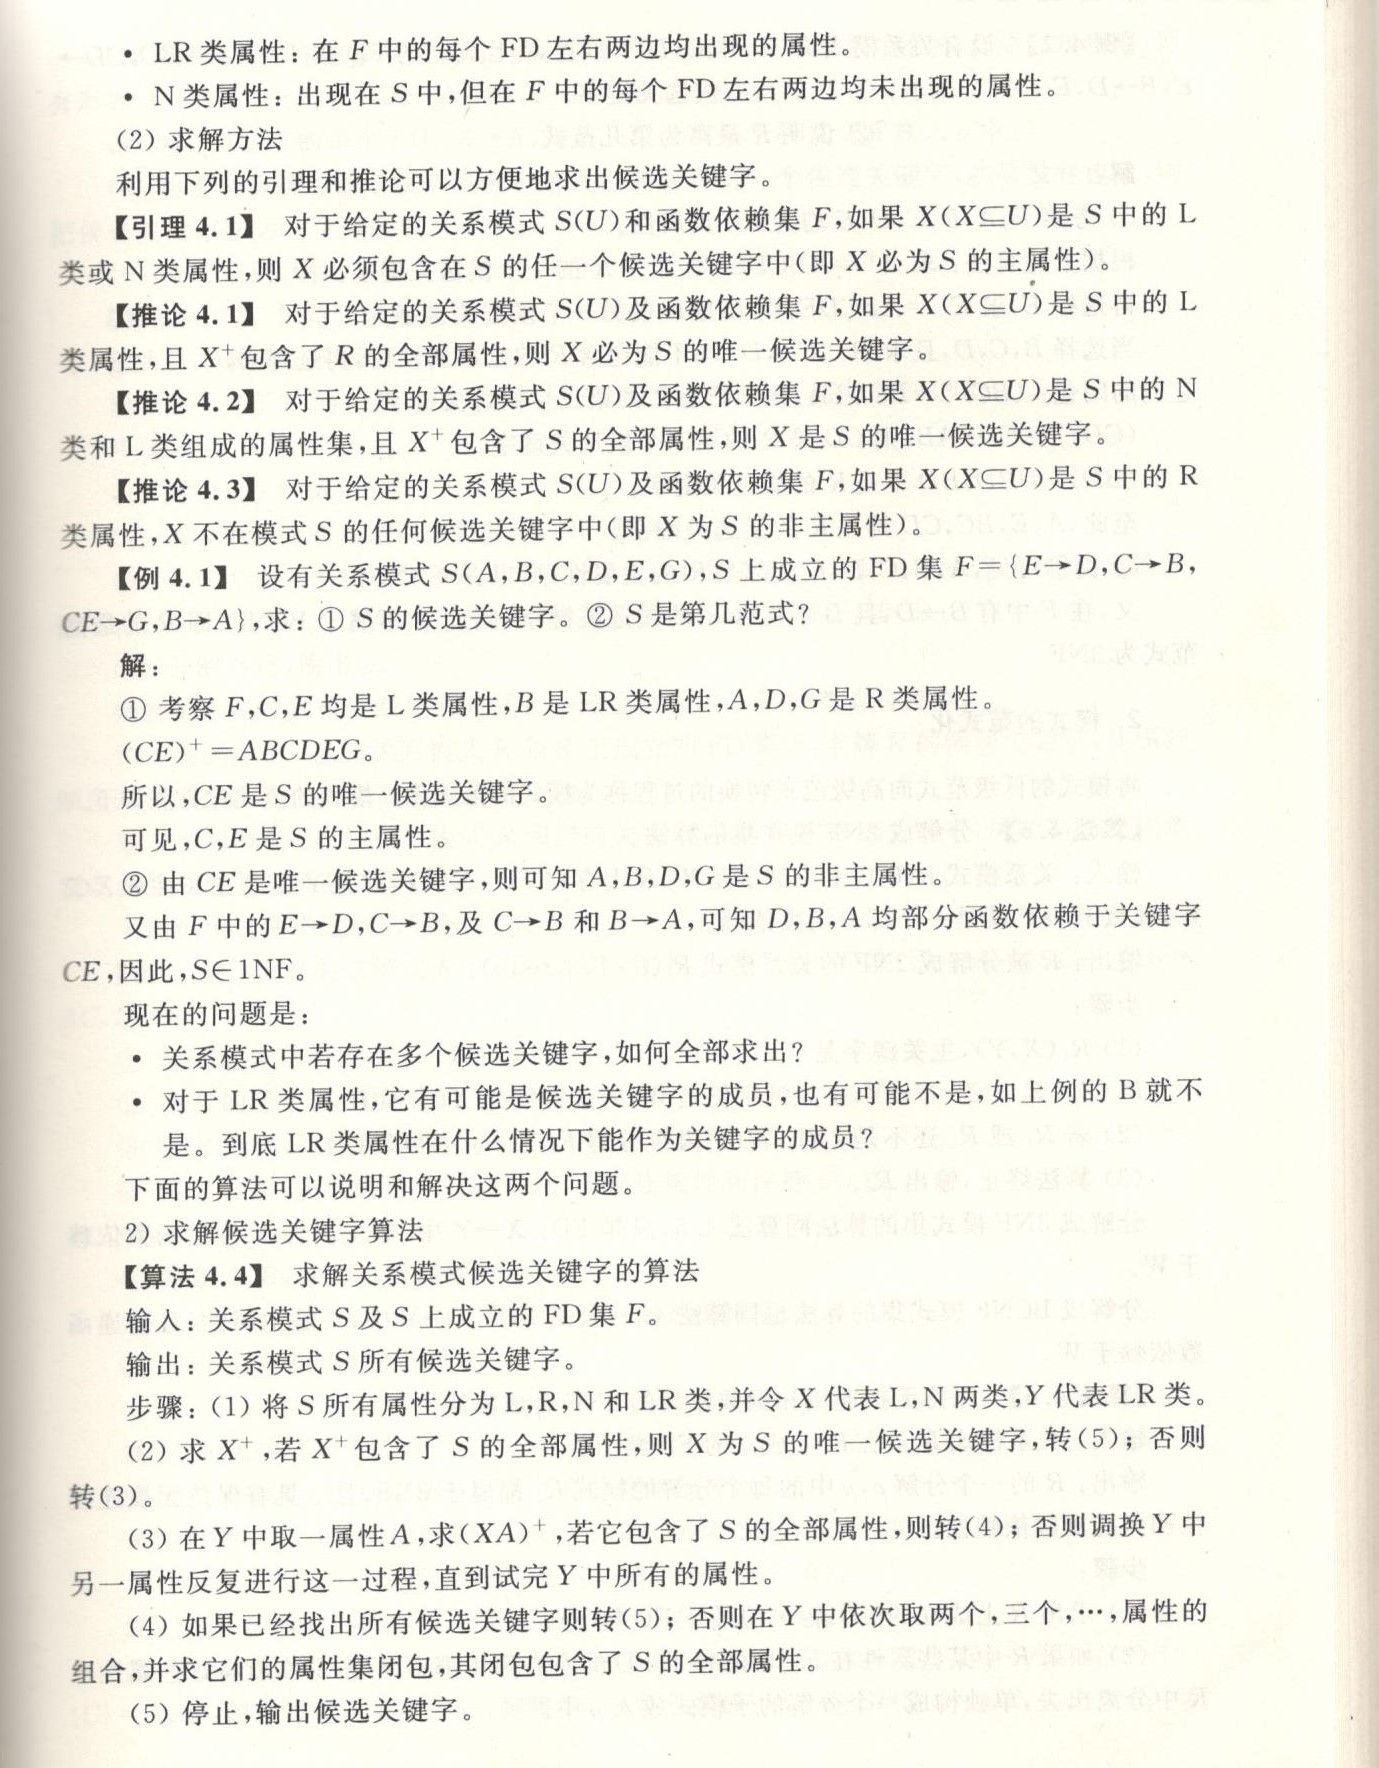 • LR 类属性：在 F 中的每个 FD 左右两边均出现的属性。
• N 类属性：出现在 S 中,但在 F 中的每个 FD 左右两边均未出现的属性。
(2) 求解方法
利用下列的引理和推论可以方便地求出候选关键字。
【引理 4.1】 对于给定的关系模式 S(U)和函数依赖集 F,如果 X(X⊆U)是 S 中的 L
类或 N 类属性,则 X 必须包含在 S 的任一个候选关键字中(即 X 必为 S 的主属性)。
【推论 4.1】 对于给定的关系模式 S(U)及函数依赖集 F,如果 X(X⊆U)是 S 中的 L
类属性,且 X⁺包含了 R 的全部属性,则 X 必为 S 的唯一候选关键字。
【推论 4.2】 对于给定的关系模式 S(U)及函数依赖集 F,如果 X(X⊆U)是 S 中的 N
类和 L 类组成的属性集,且 X⁺包含了 S 的全部属性,则 X 是 S 的唯一候选关键字。
【推论 4.3】 对于给定的关系模式 S(U)及函数依赖集 F,如果 X(X⊆U)是 S 中的 R
类属性,X 不在模式 S 的任何候选关键字中(即 X 为 S 的非主属性)。
【例 4.1】 设有关系模式 S(A,B,C,D,E,G),S 上成立的 FD 集 F={E→D,C→B,
CE→G,B→A},求：① S 的候选关键字。② S 是第几范式?
解：
① 考察 F,C,E 均是 L 类属性,B 是 LR 类属性,A,D,G 是 R 类属性。
(CE)⁺=ABCDEG。
所以,CE 是 S 的唯一候选关键字。
可见,C,E 是 S 的主属性。
② 由 CE 是唯一候选关键字,则可知 A,B,D,G 是 S 的非主属性。
又由 F 中的 E→D,C→B,及 C→B 和 B→A,可知 D,B,A 均部分函数依赖于关键字
CE,因此,S∈1NF。
现在的问题是：
• 关系模式中若存在多个候选关键字,如何全部求出?
• 对于 LR 类属性,它有可能是候选关键字的成员,也有可能不是,如上例的 B 就不
是。到底 LR 类属性在什么情况下能作为关键字的成员?
下面的算法可以说明和解决这两个问题。
2) 求解候选关键字算法
【算法 4.4】 求解关系模式候选关键字的算法
输入：关系模式 S 及 S 上成立的 FD 集 F。
输出：关系模式 S 所有候选关键字。
步骤：(1) 将 S 所有属性分为 L,R,N 和 LR 类,并令 X 代表 L,N 两类,Y 代表 LR 类。
(2) 求 X⁺,若 X⁺包含了 S 的全部属性,则 X 为 S 的唯一候选关键字,转(5)；否则
转(3)。
(3) 在 Y 中取一属性 A,求(XA)⁺,若它包含了 S 的全部属性,则转(4)；否则调换 Y 中
另一属性反复进行这一过程,直到试完 Y 中所有的属性。
(4) 如果已经找出所有候选关键字则转(5)；否则在 Y 中依次取两个,三个,…,属性的
组合,并求它们的属性集闭包,其闭包包含了 S 的全部属性。
(5) 停止,输出候选关键字。